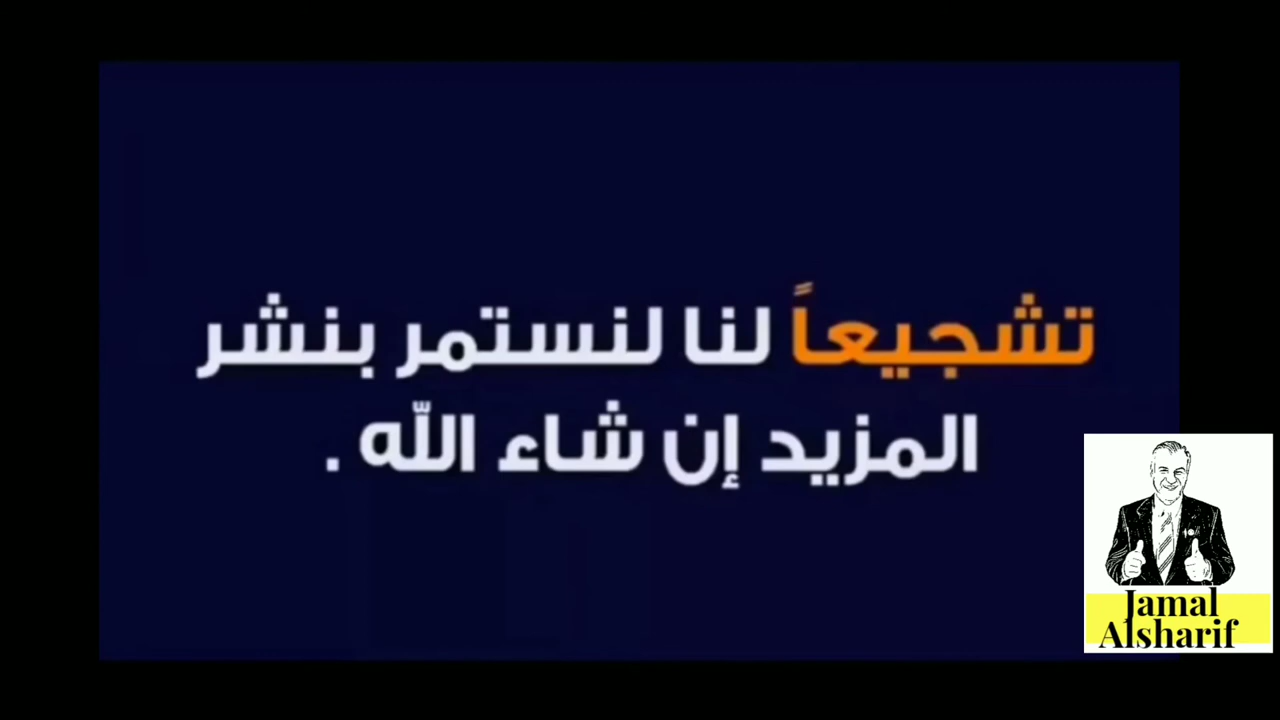 تشجيعاً لنا لنستمر بنشر
المزيد إن شاء الله .
Jamal
Alsharif